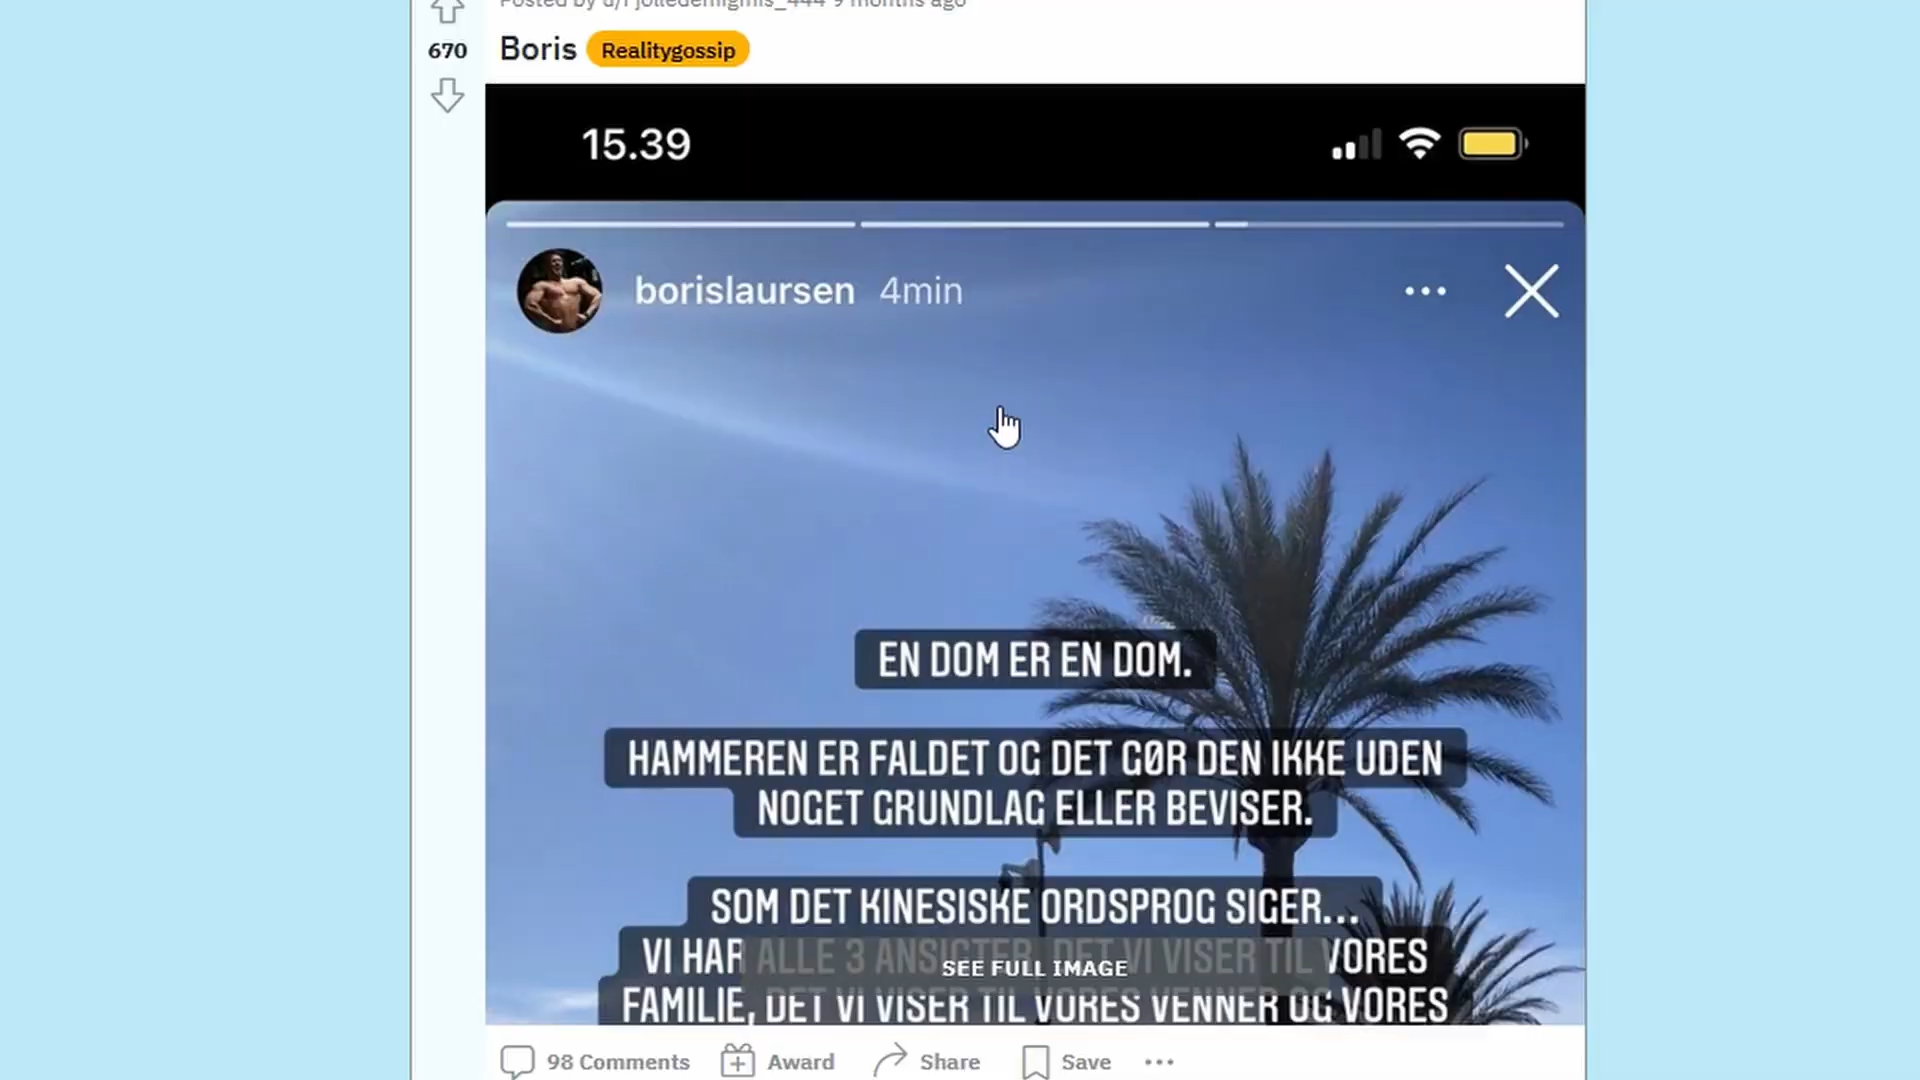 9 months ago
670
Boris Realitygossip
15.39
borislaursen 4min
EN DOM ER EN DOM.
HAMMEREN ER FALDET OG DET GØR DEN IKKE UDEN
NOGET GRUNDLAG ELLER BEVISER.
SOM DET KINESISKE ORDSPROG SIGER...
VI HAR ALLE 3 ANSIGTER, DET VI VISER TIL VORES
SEE FULL IMAGE
FAMILIE, DET VI VISER TIL VORES VENNER OG VORES
98 Comments Award Share Save